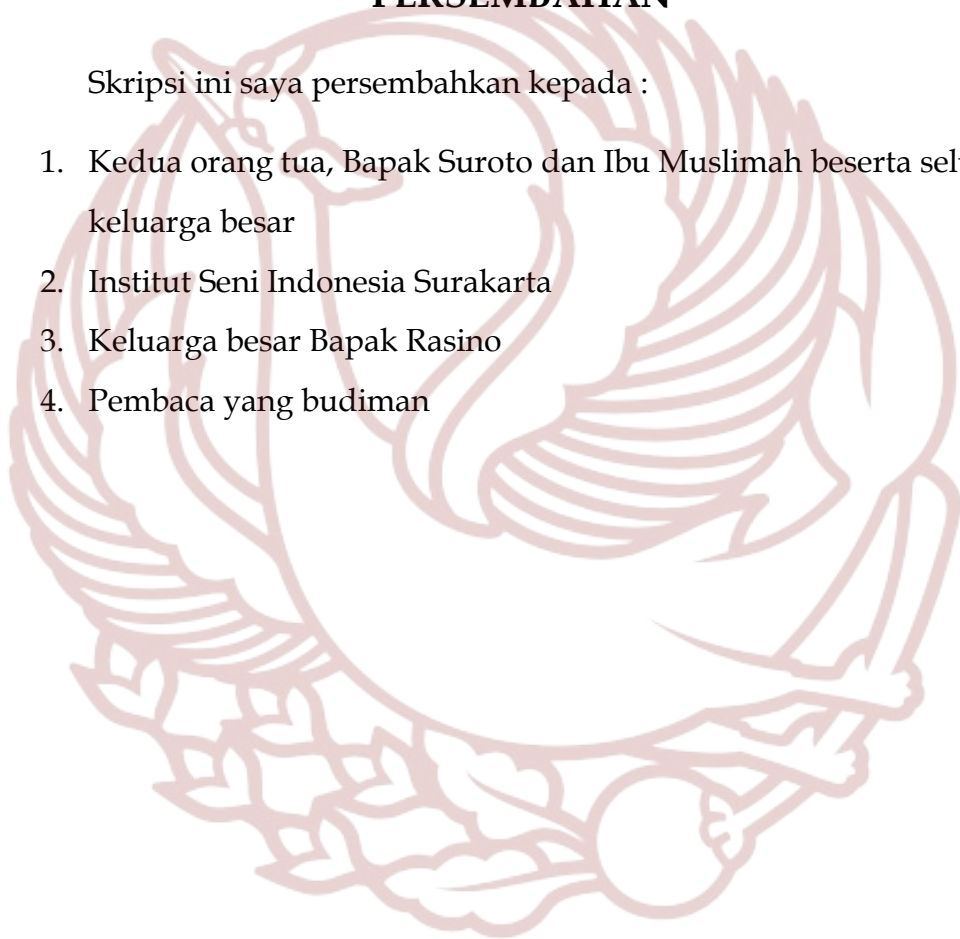 PERSEMBAHAN
Skripsi ini saya persembahkan kepada :
1. Kedua orang tua, Bapak Suroto dan Ibu Muslimah beserta
keluarga besar
2. Institut Seni Indonesia Surakarta
3. Keluarga besar Bapak Rasino
4. Pembaca yang budiman